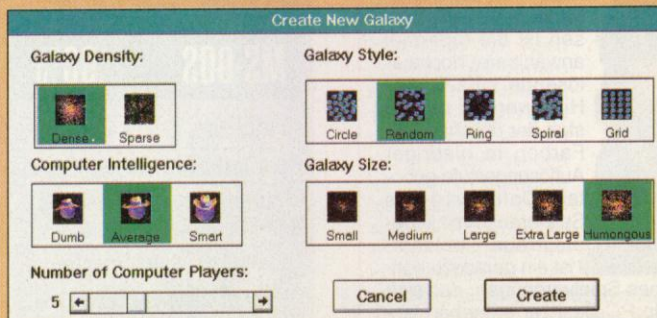 Create New Galaxy
Galaxy Density:
Dense
Sparse
Galaxy Style:
Circle
Random
Ring
Spiral
Grid
Computer Intelligence:
Dumb
Average
Smart
Galaxy Size:
Small
Medium
Large
Extra Large
Humongous
Number of Computer Players:
5
Cancel
Create